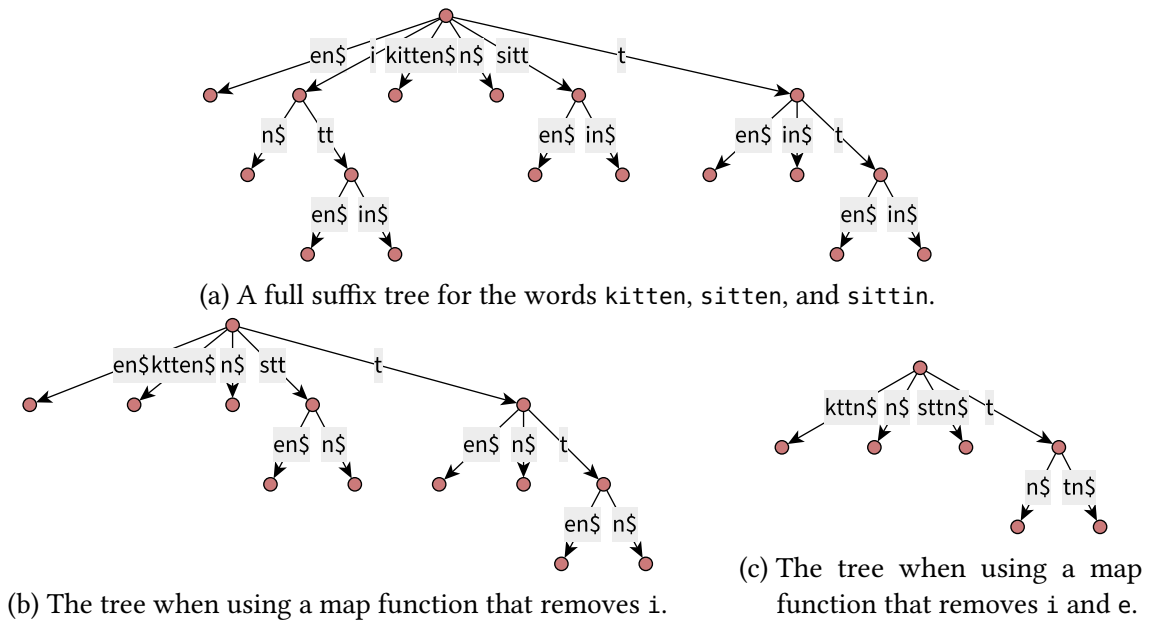 en$ i kitten$ n$ sitt t
n$ tt en$ in$ en$ in$ t
en$ in$ en$ in$
(a) A full suffix tree for the words kitten, sitten, and sittin.
en$ ktten$ n$ stt t
en$ n$ en$ n$ t
en$ n$
(b) The tree when using a map function that removes i.
kttn$ n$ sttn$ t
n$ tn$
(c) The tree when using a map
function that removes i and e.